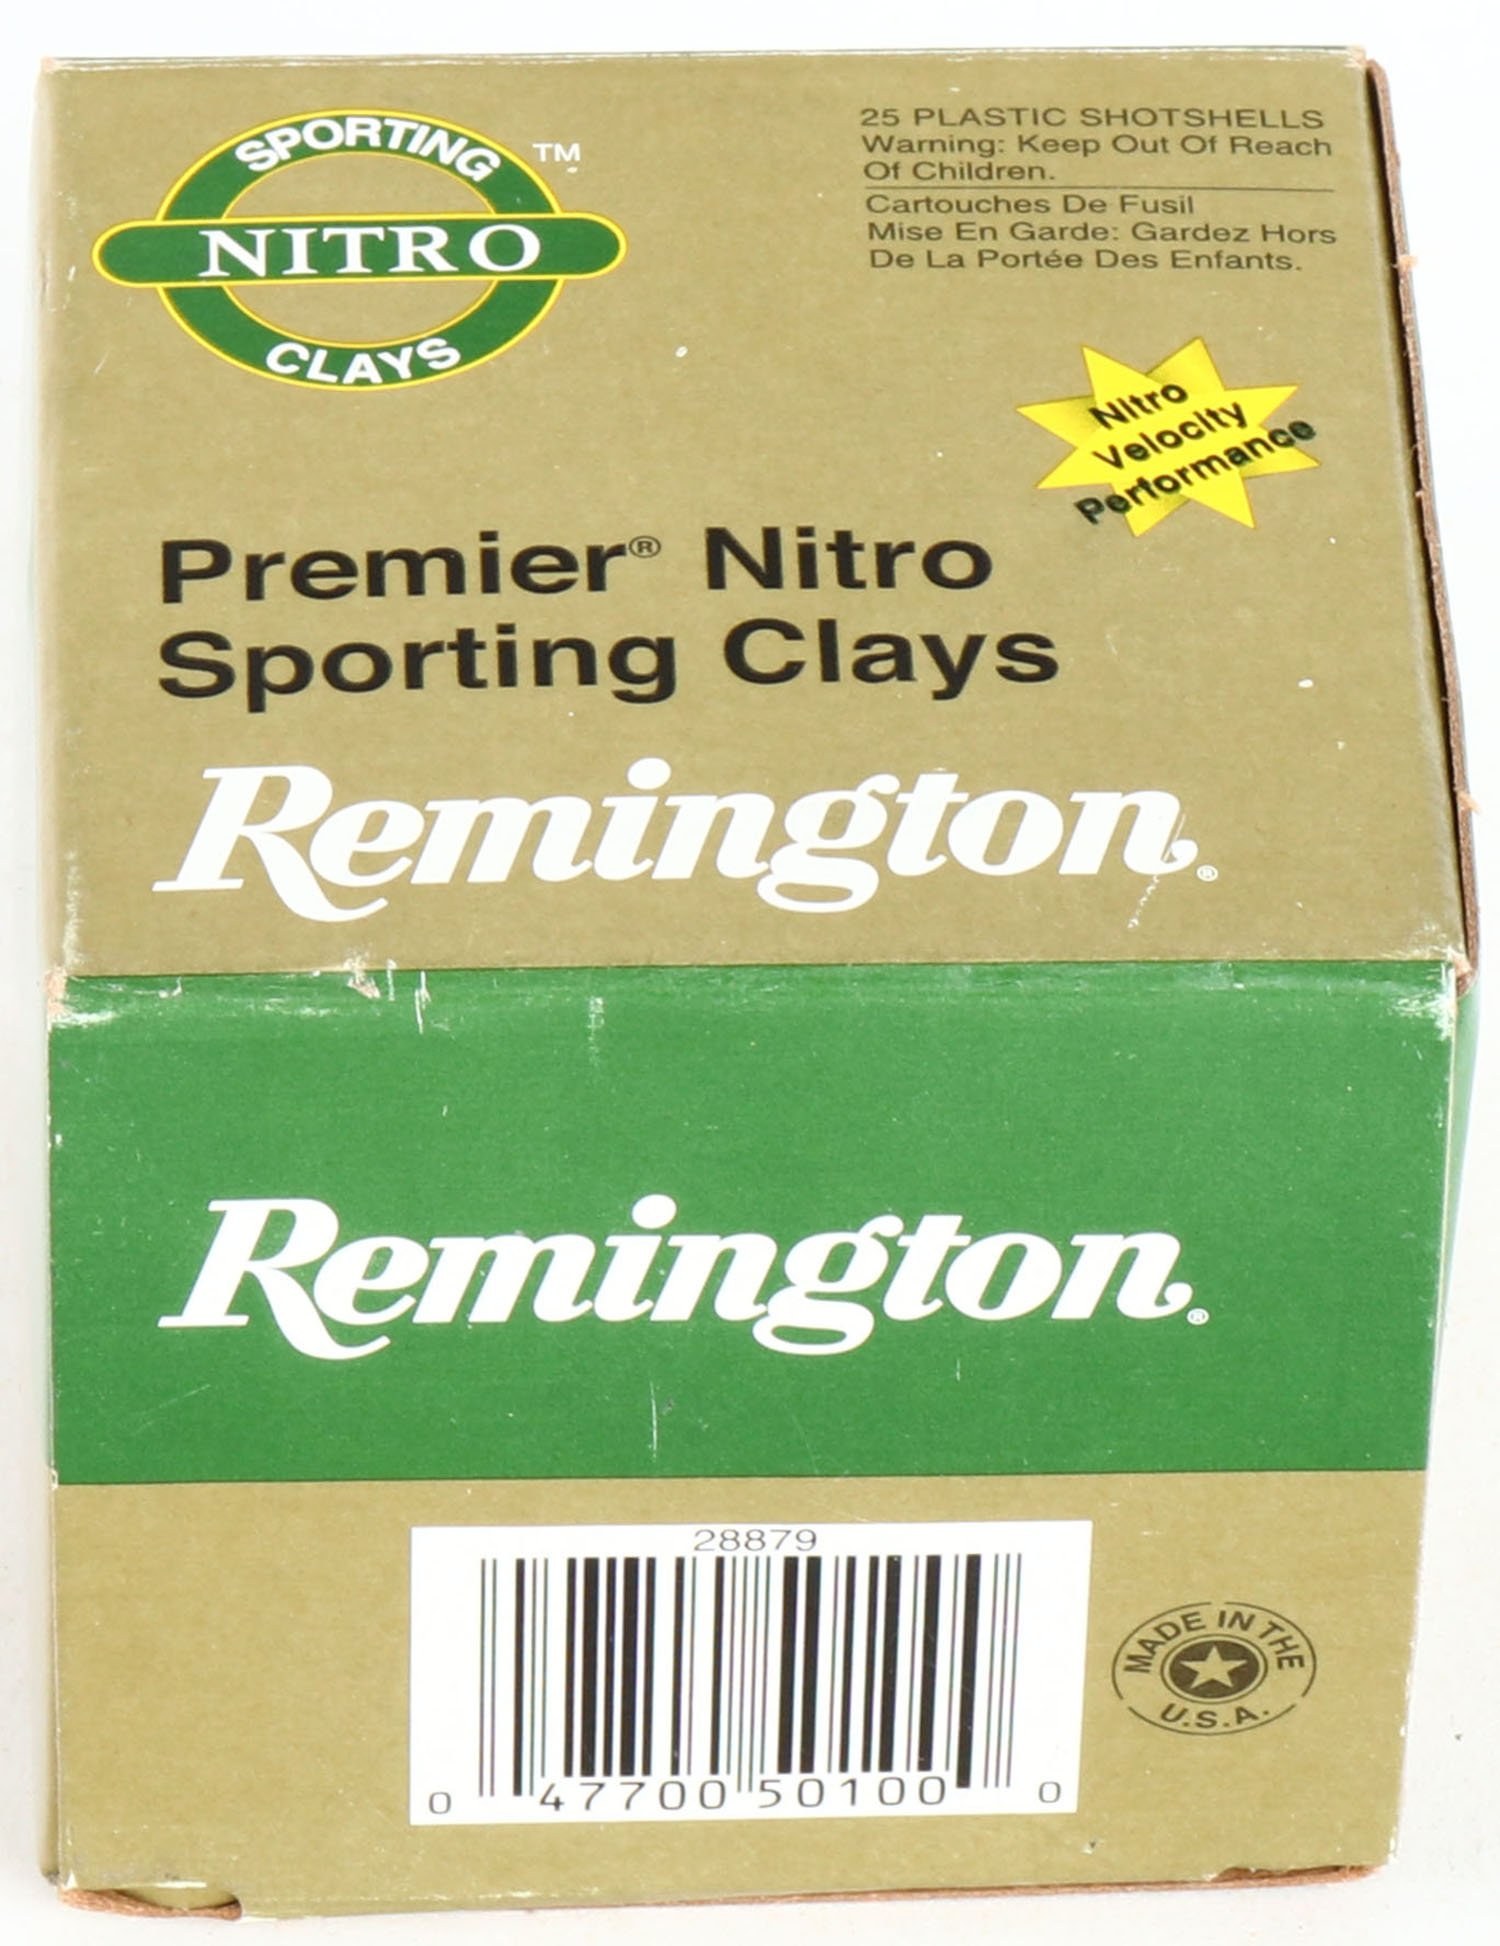 SPORTING
NITRO
CLAYS
™
25 PLASTIC SHOTSHELLS
Warning: Keep Out Of Reach
Of Children.
Cartouches De Fusil
Mise En Garde: Gardez Hors
De La Portée Des Enfants.
Nitro
Velocity
Performance
Premier® Nitro
Sporting Clays
Remington®
Remington®
28879
0 47700 50100 0
MADE IN THE
U.S.A.